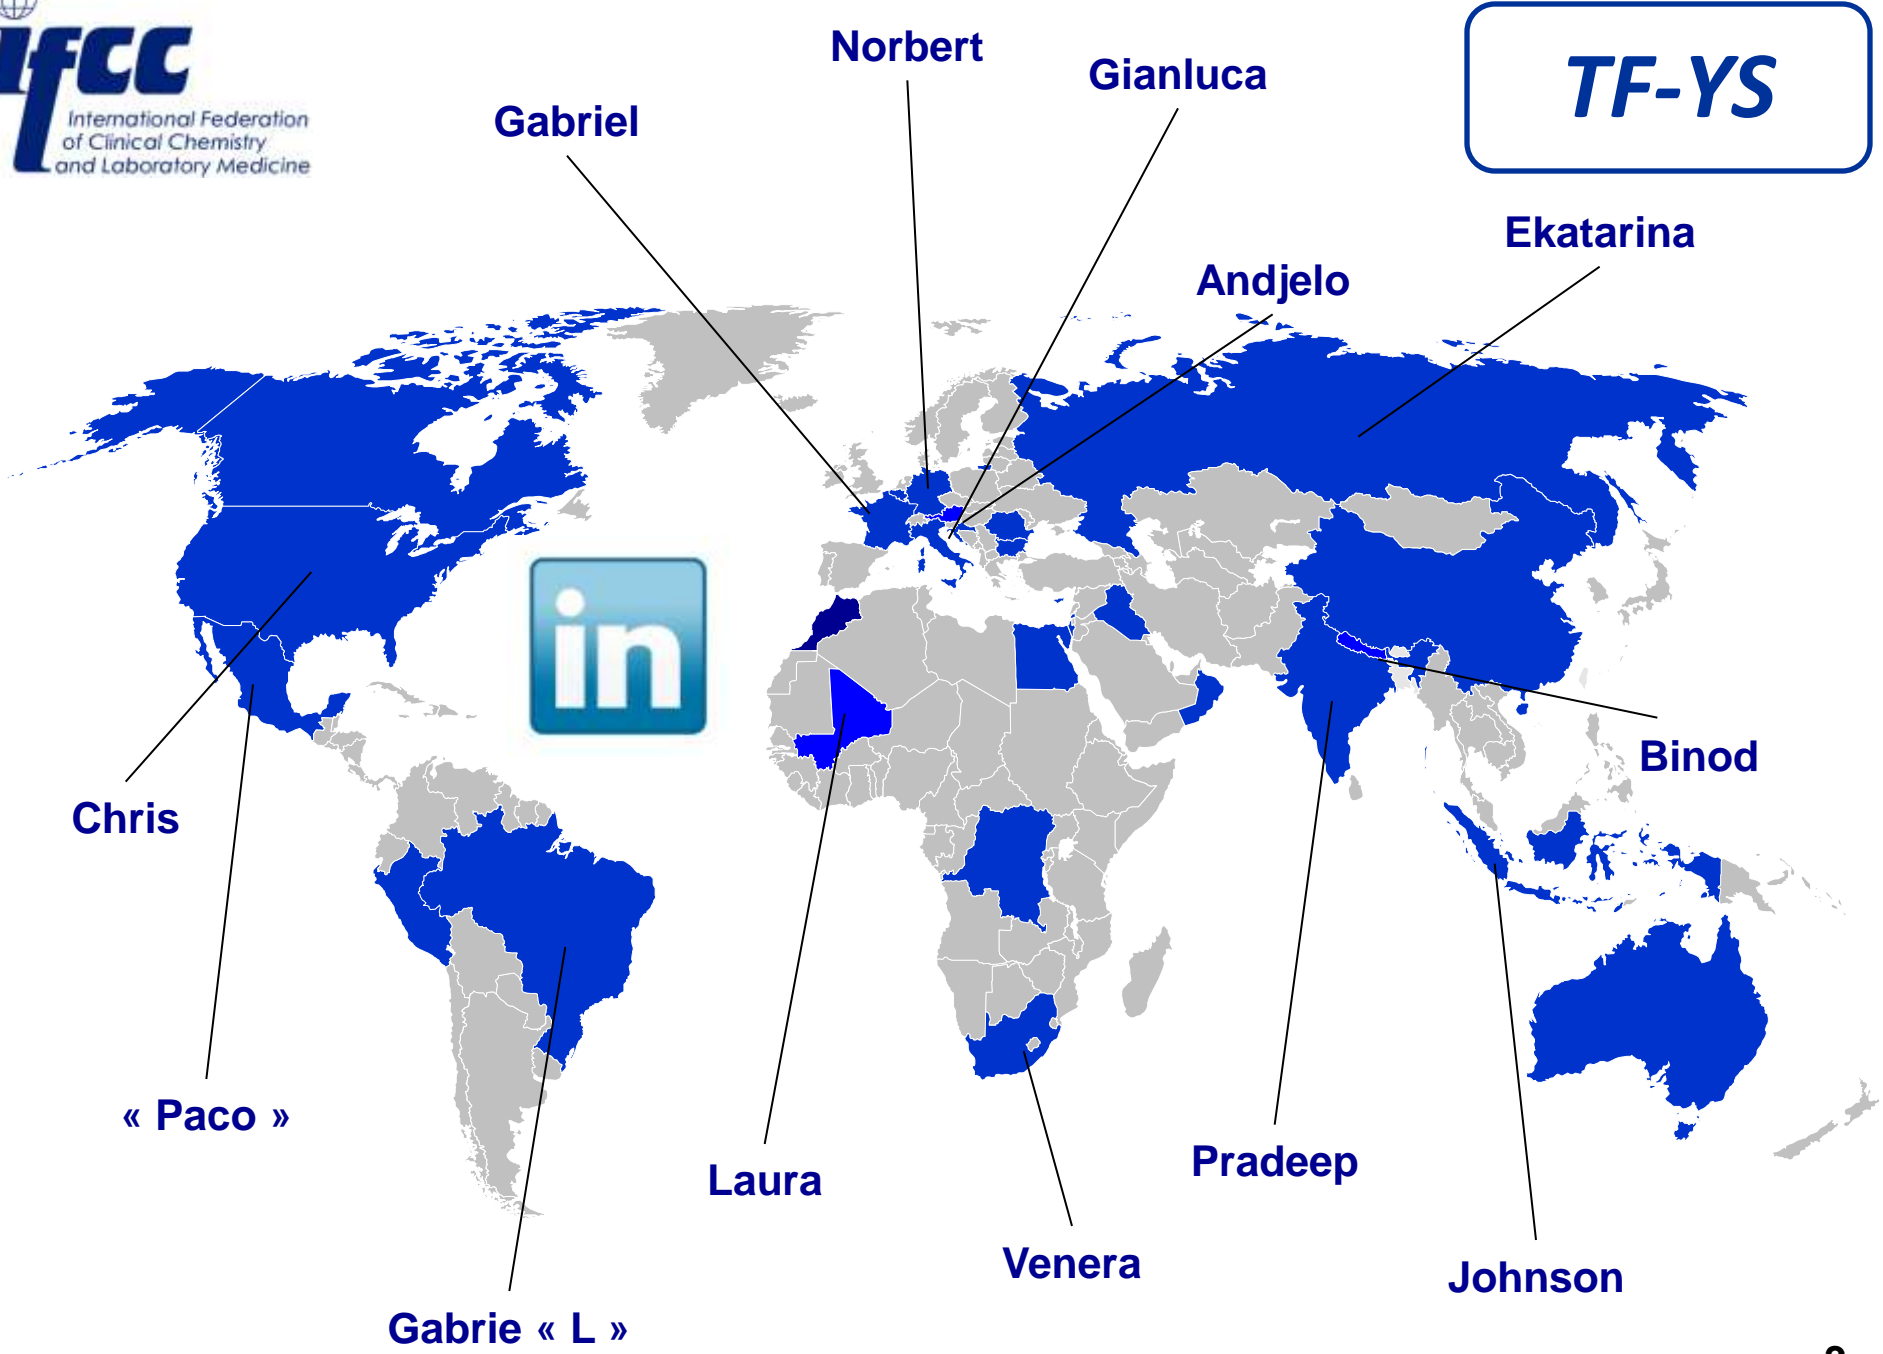 ifcc
International Federation
of Clinical Chemistry
and Laboratory Medicine
TF-YS
Norbert
Gianluca
Gabriel
Ekatarina
Andjelo
in
Binod
Chris
« Paco »
Laura
Pradeep
Venera
Johnson
Gabrie « L »